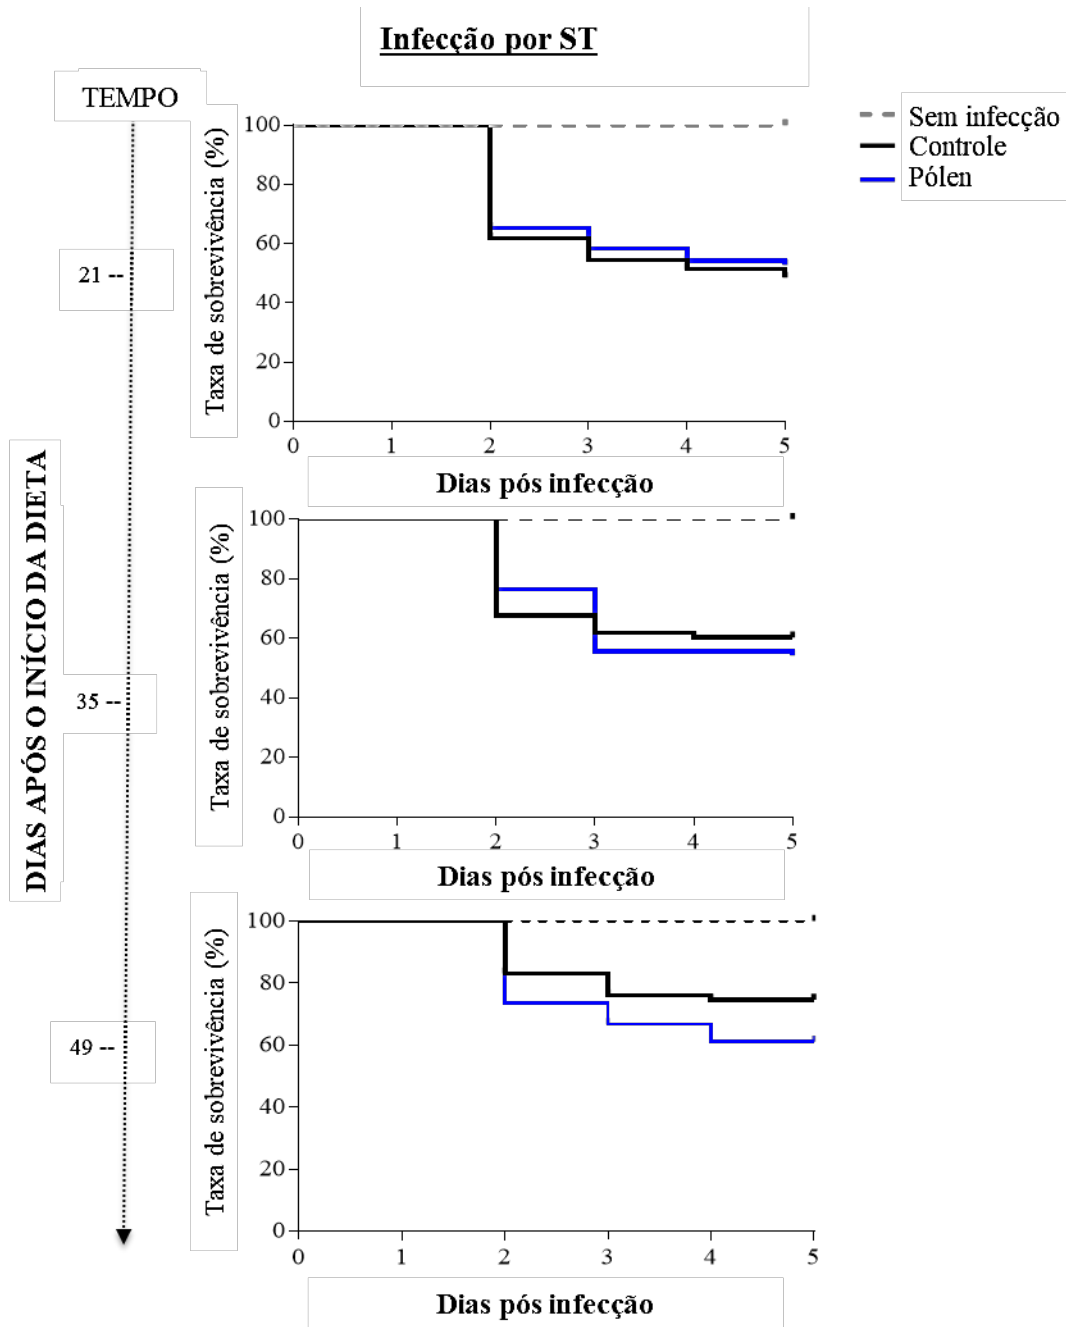 Infecção por ST
TEMPO
Sem infecção
Controle
Pólen
DIAS APÓS O INÍCIO DA DIETA
21 --
35 --
49 --
Taxa de sobrevivência (%)
100
80
60
40
20
0
0 1 2 3 4 5
Dias pós infecção
Taxa de sobrevivência (%)
100
80
60
40
20
0
0 1 2 3 4 5
Dias pós infecção
Taxa de sobrevivência (%)
100
80
60
40
20
0
0 1 2 3 4 5
Dias pós infecção